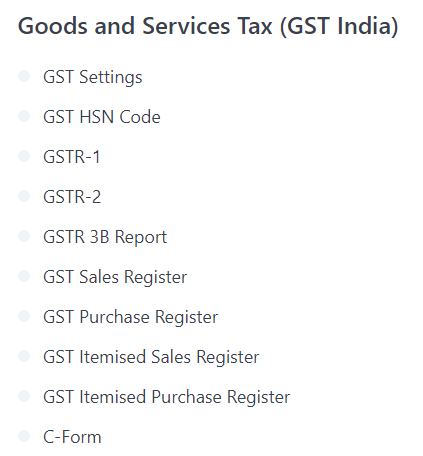 Goods and Services Tax (GST India)
GST Settings
GST HSN Code
GSTR-1
GSTR-2
GSTR 3B Report
GST Sales Register
GST Purchase Register
GST Itemised Sales Register
GST Itemised Purchase Register
C-Form